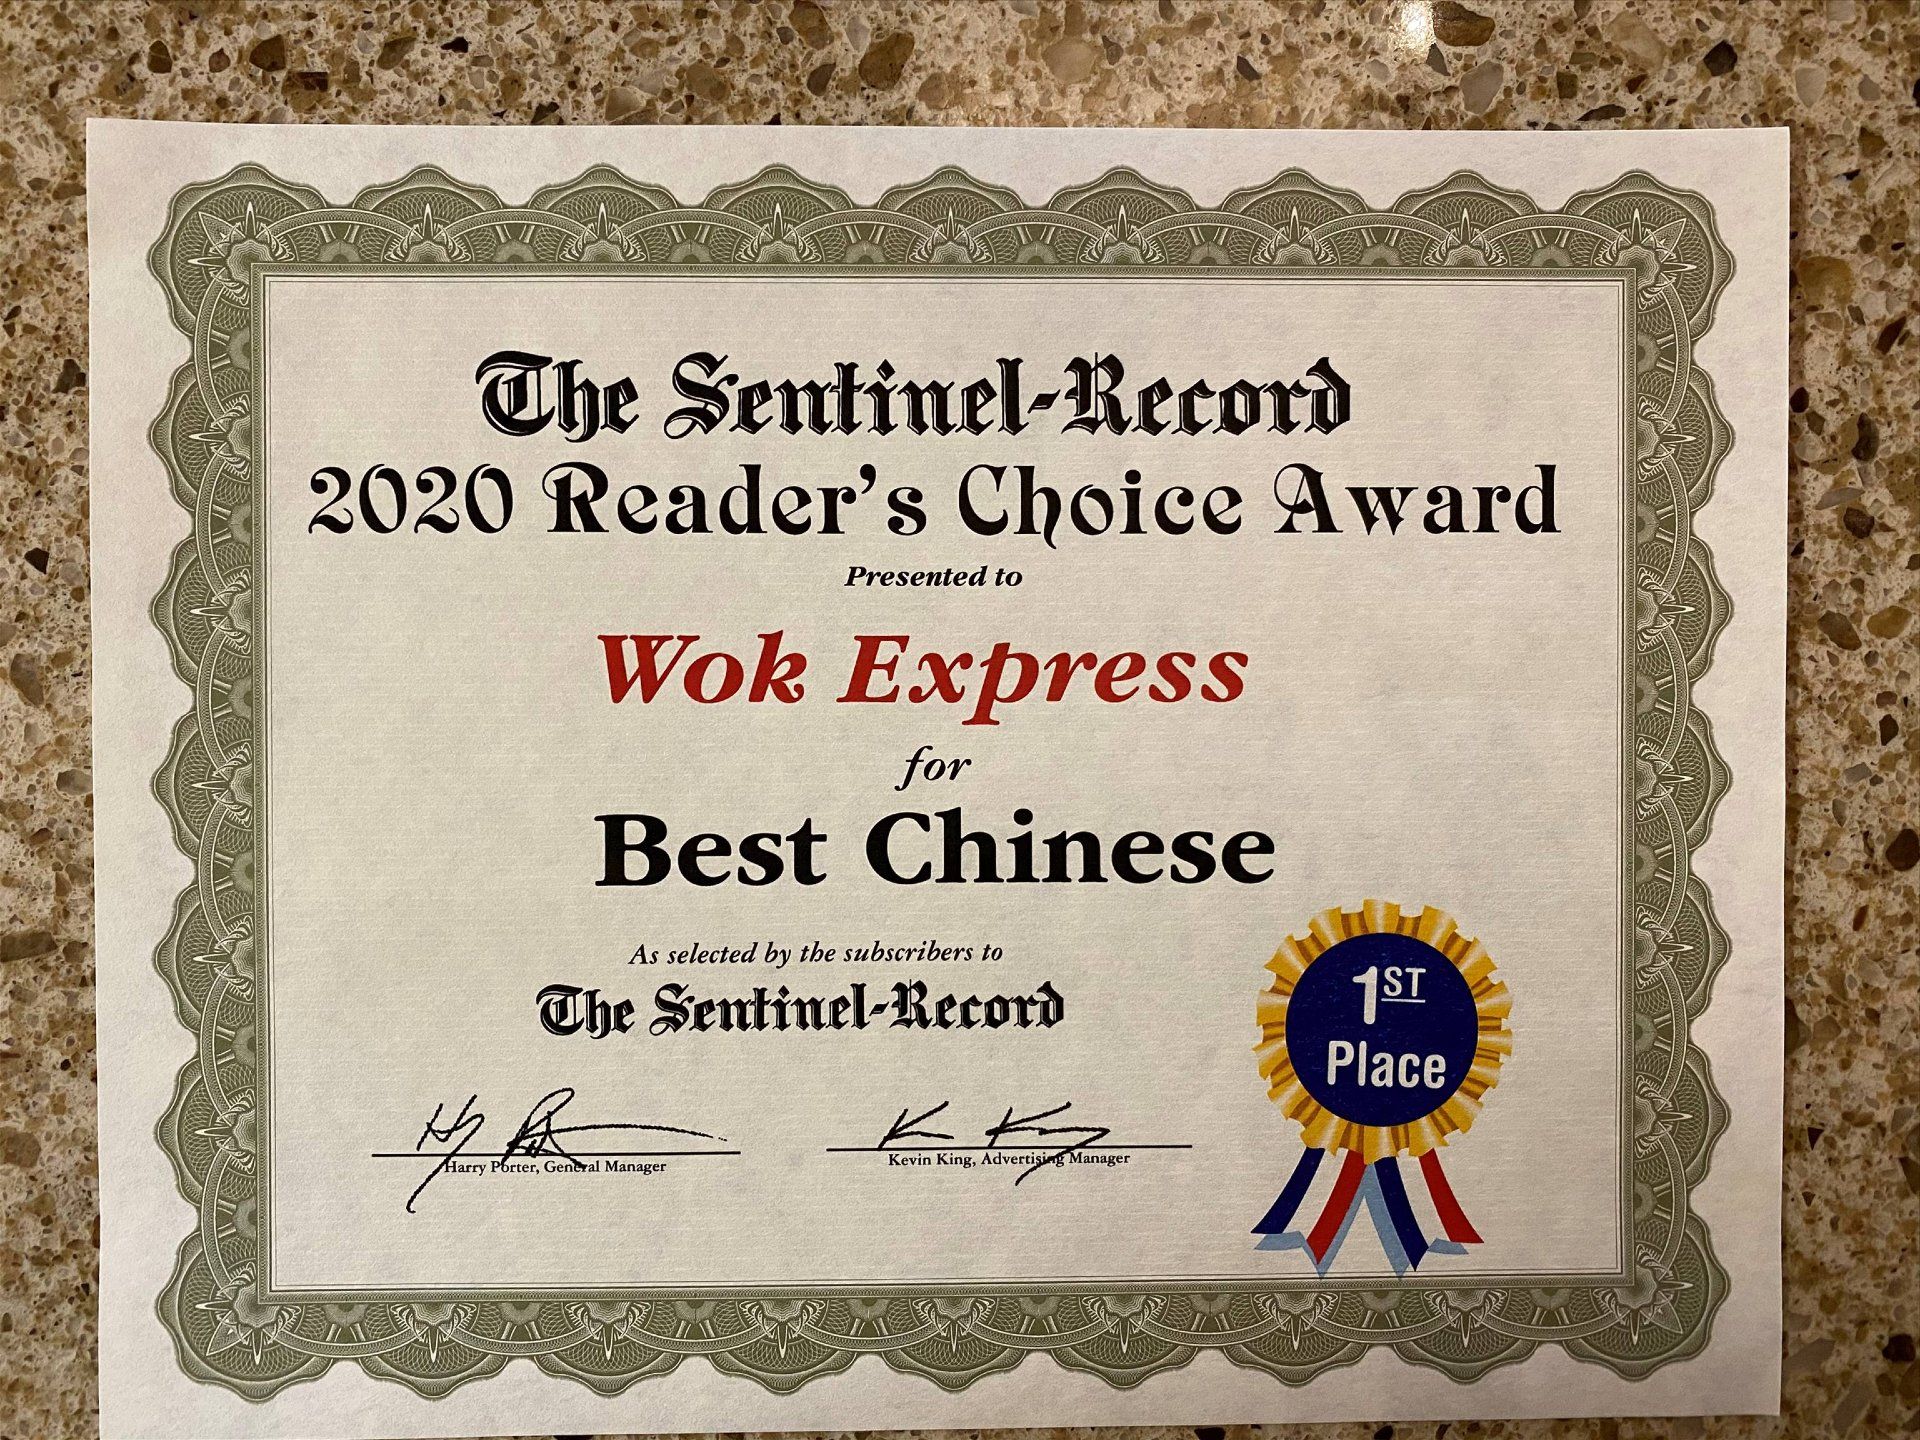 The Sentinel-Record
2020 Reader's Choice Award
Presented to
Wok Express
for
Best Chinese
As selected by the subscribers to
The Sentinel-Record
Harry Porter, General Manager
Kevin King, Advertising Manager
1ST
Place